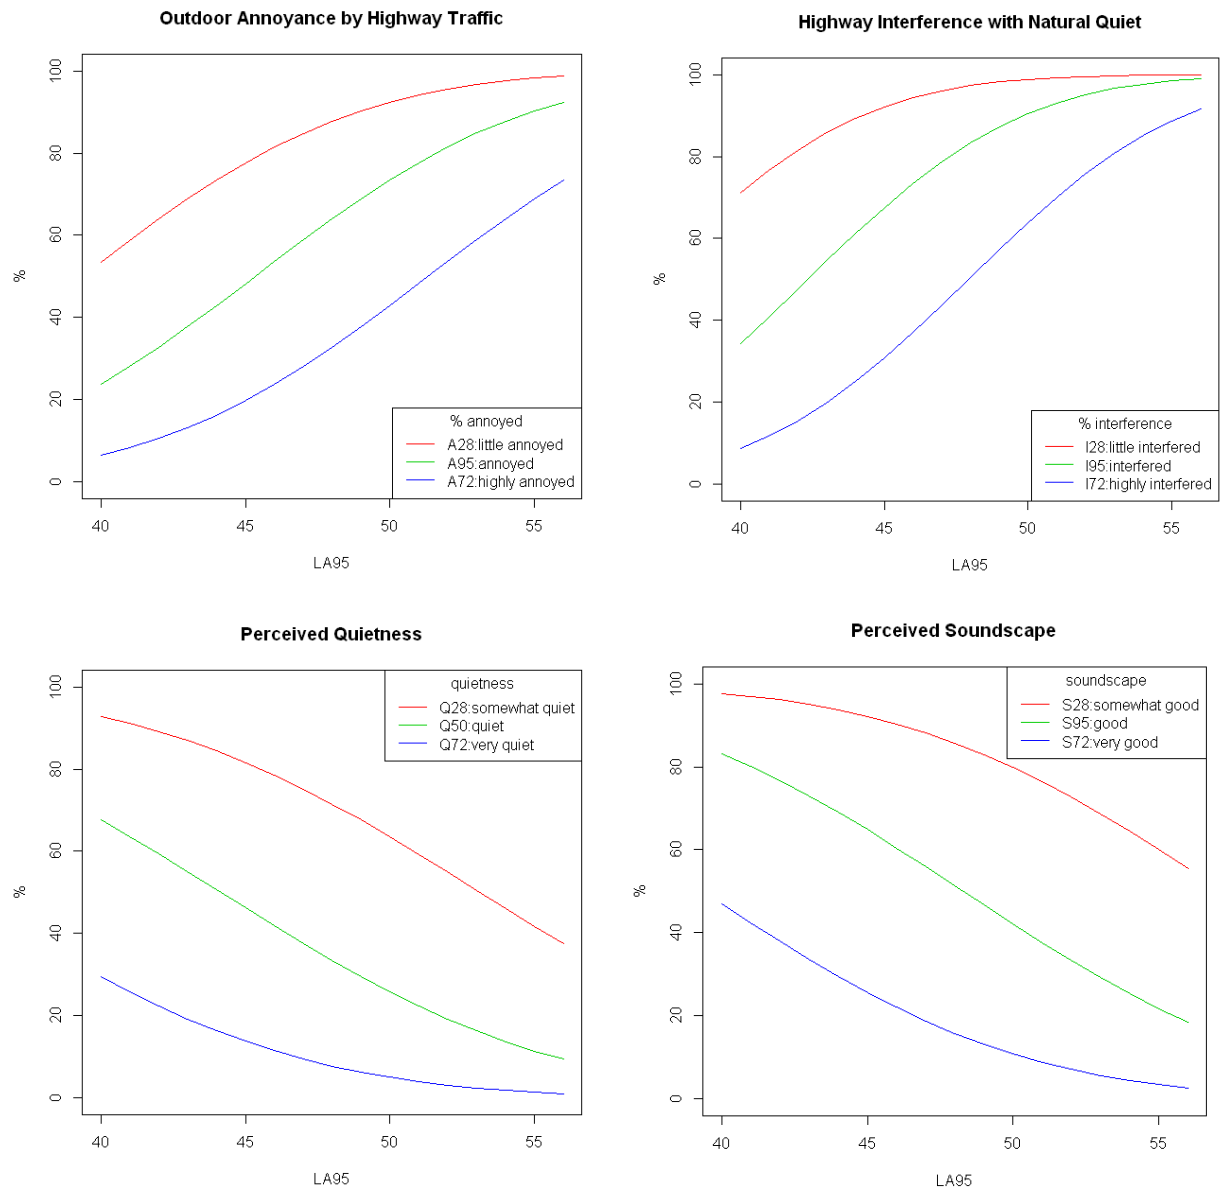 Outdoor Annoyance by Highway Traffic
%
100
80
60
40
20
0
% annoyed
A28:little annoyed
A95:annoyed
A72:highly annoyed
40 45 50 55
LA95
Highway Interference with Natural Quiet
%
100
80
60
40
20
0
% interference
I28:little interfered
I95:interfered
I72:highly interfered
40 45 50 55
LA95
Perceived Quietness
%
100
80
60
40
20
0
quietness
Q28:somewhat quiet
Q50:quiet
Q72:very quiet
40 45 50 55
LA95
Perceived Soundscape
%
100
80
60
40
20
0
soundscape
S28:somewhat good
S95:good
S72:very good
40 45 50 55
LA95